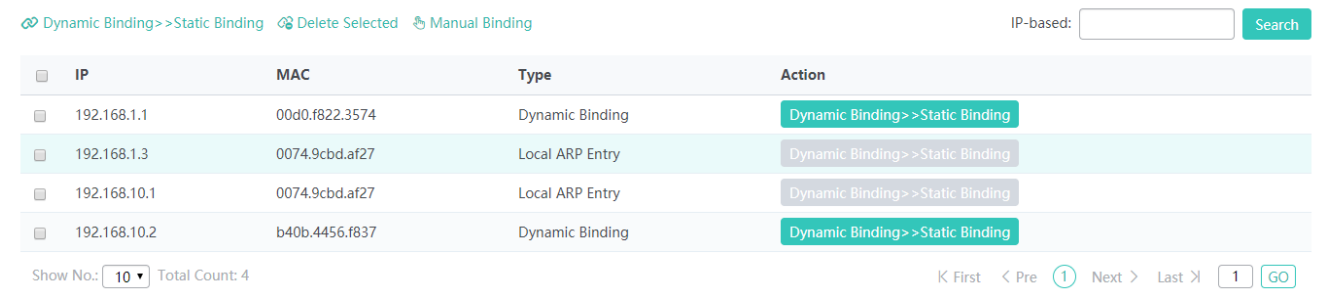 Dynamic Binding>>Static Binding Delete Selected Manual Binding IP-based: Search
IP MAC Type Action
192.168.1.1 00d0.f822.3574 Dynamic Binding Dynamic Binding>>Static Binding
192.168.1.3 0074.9cbd.af27 Local ARP Entry Dynamic Binding>>Static Binding
192.168.10.1 0074.9cbd.af27 Local ARP Entry Dynamic Binding>>Static Binding
192.168.10.2 b40b.4456.f837 Dynamic Binding Dynamic Binding>>Static Binding
Show No.: 10 Total Count: 4 First Pre 1 Next Last 1 GO